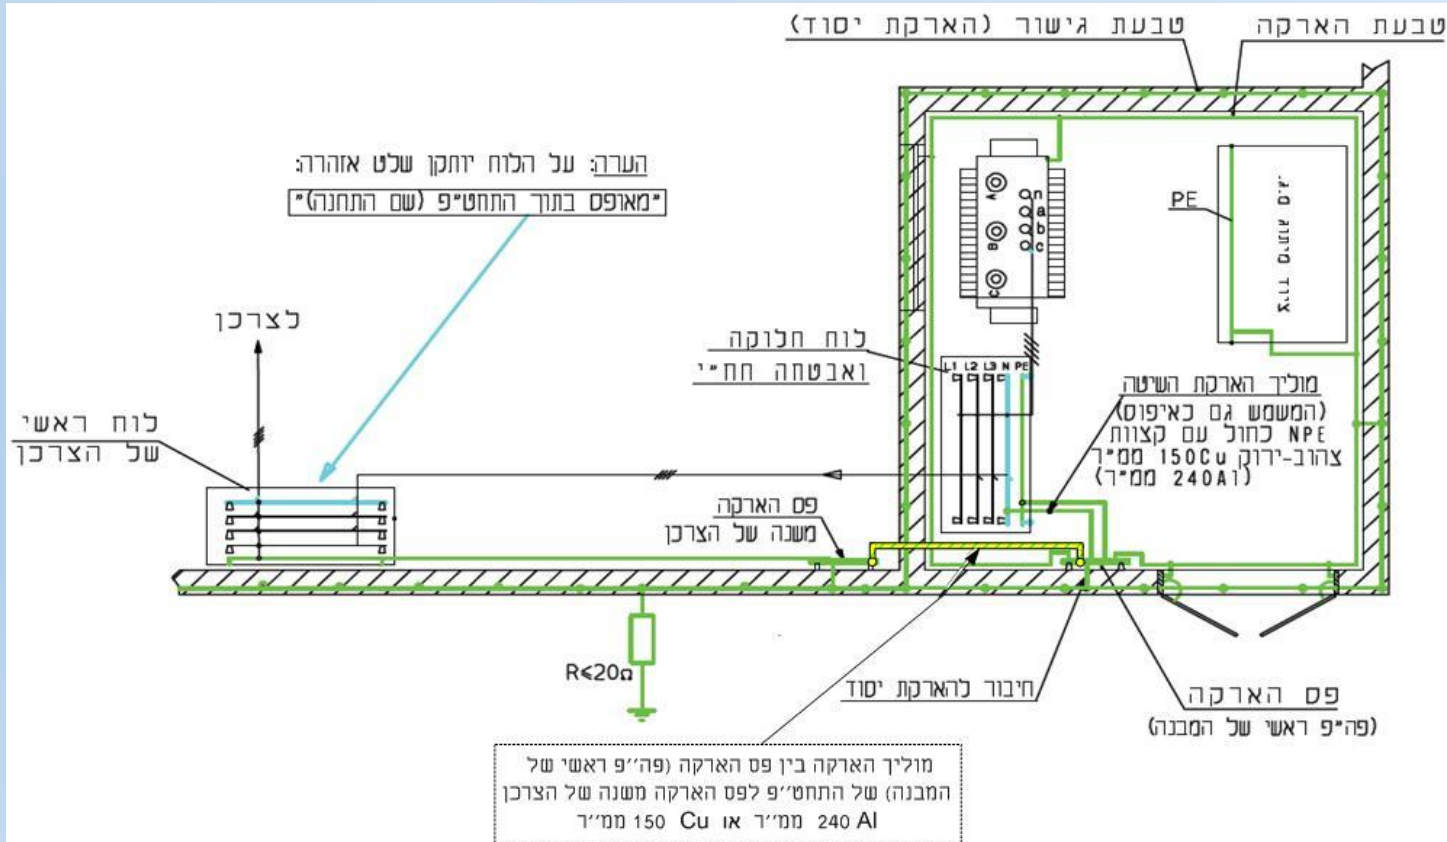 טבעת גישור (הארקת יסוד)
טבעת הארקה
הערה: על הלוח יותקן שלט אזהרה:
"מאופס בתוך התחט"פ (שם התחנה)"
לצרכן
לוח ראשי
של הצרכן
לוח חלוקה
ואבטחה חח"י
A
B
C
n
a
b
c
L1 L2 L3 N PE
PE
ציוד מיתוג מ.ג.
מוליך הארקת השיטה
(המשמש גם כאיפוס)
NPE כחול עם קצוות
צהוב-ירוק 150Cu ממ"ר
(240Al ממ"ר)
פס הארקה
משנה של הצרכן
R≤20Ω
חיבור להארקת יסוד
פס הארקה
(פה"פ ראשי של המבנה)
מוליך הארקה בין פס הארקה (פה''פ ראשי של
המבנה) של התחט''פ לפס הארקה משנה של הצרכן
240 Al ממ''ר או 150 Cu ממ''ר